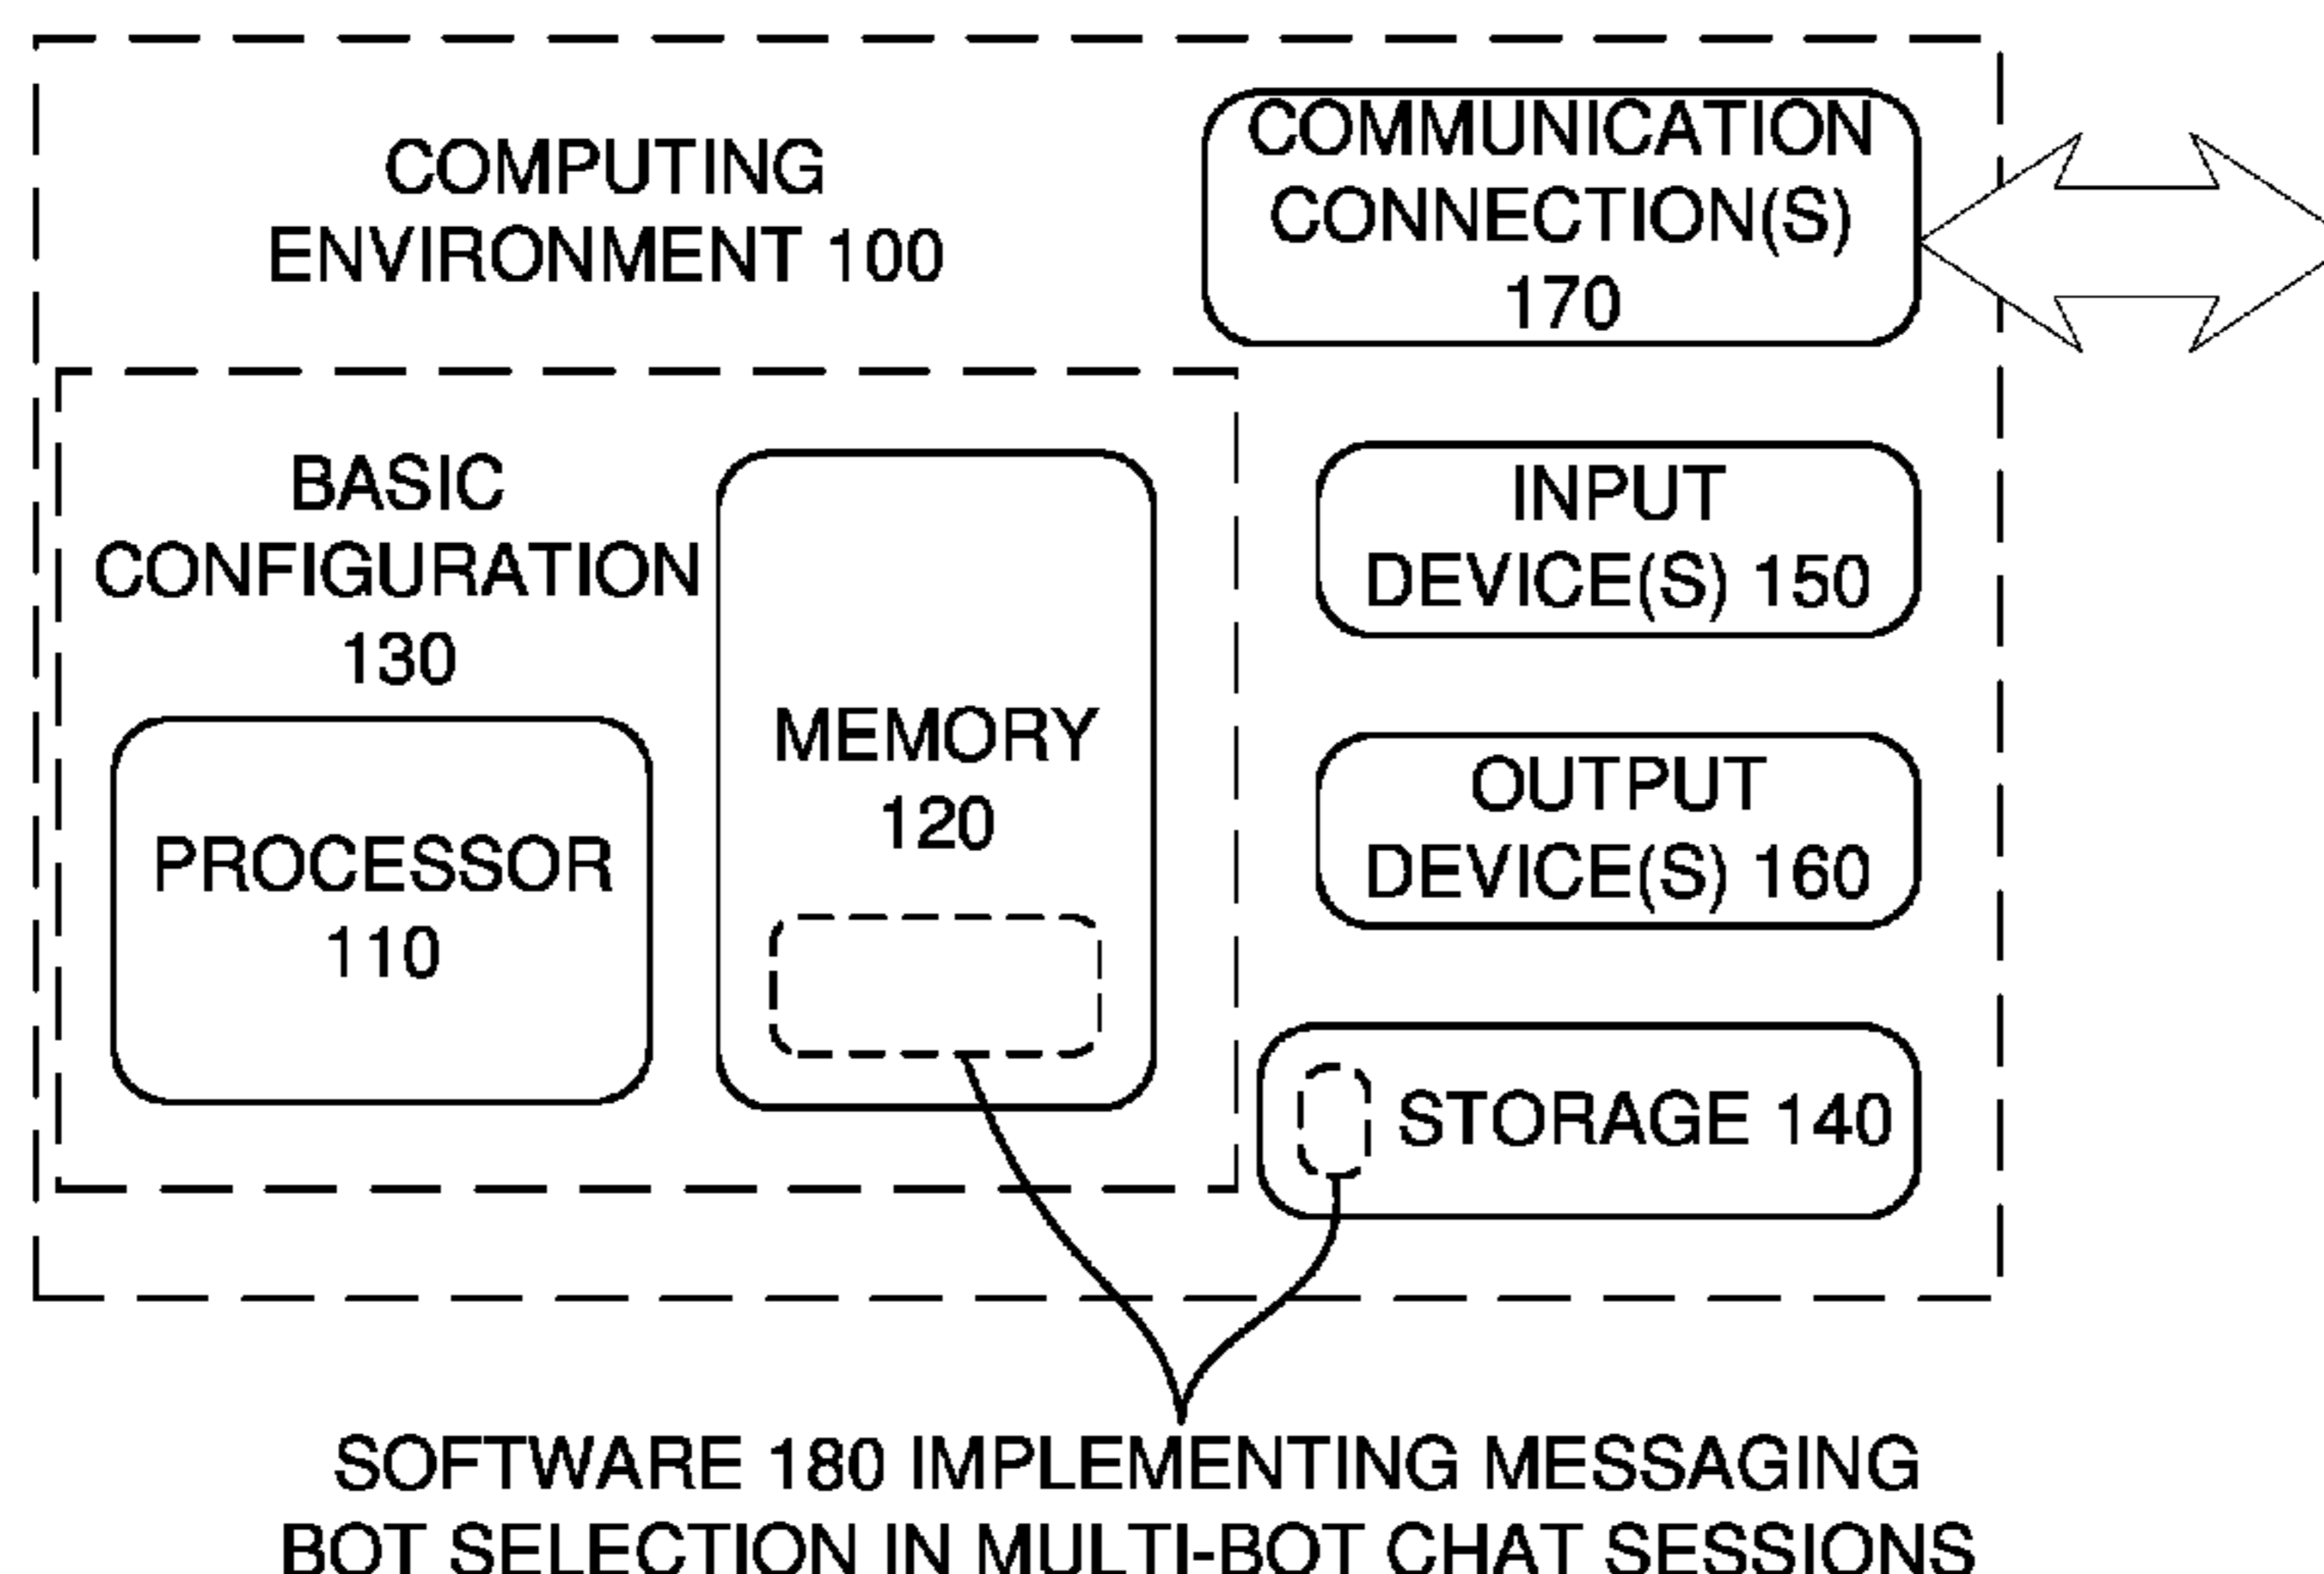 COMPUTING
ENVIRONMENT 100
COMMUNICATION
CONNECTION(S)
170
BASIC
CONFIGURATION
130
PROCESSOR
110
MEMORY
120
INPUT
DEVICE(S) 150
OUTPUT
DEVICE(S) 160
STORAGE 140
SOFTWARE 180 IMPLEMENTING MESSAGING
BOT SELECTION IN MULTI-BOT CHAT SESSIONS